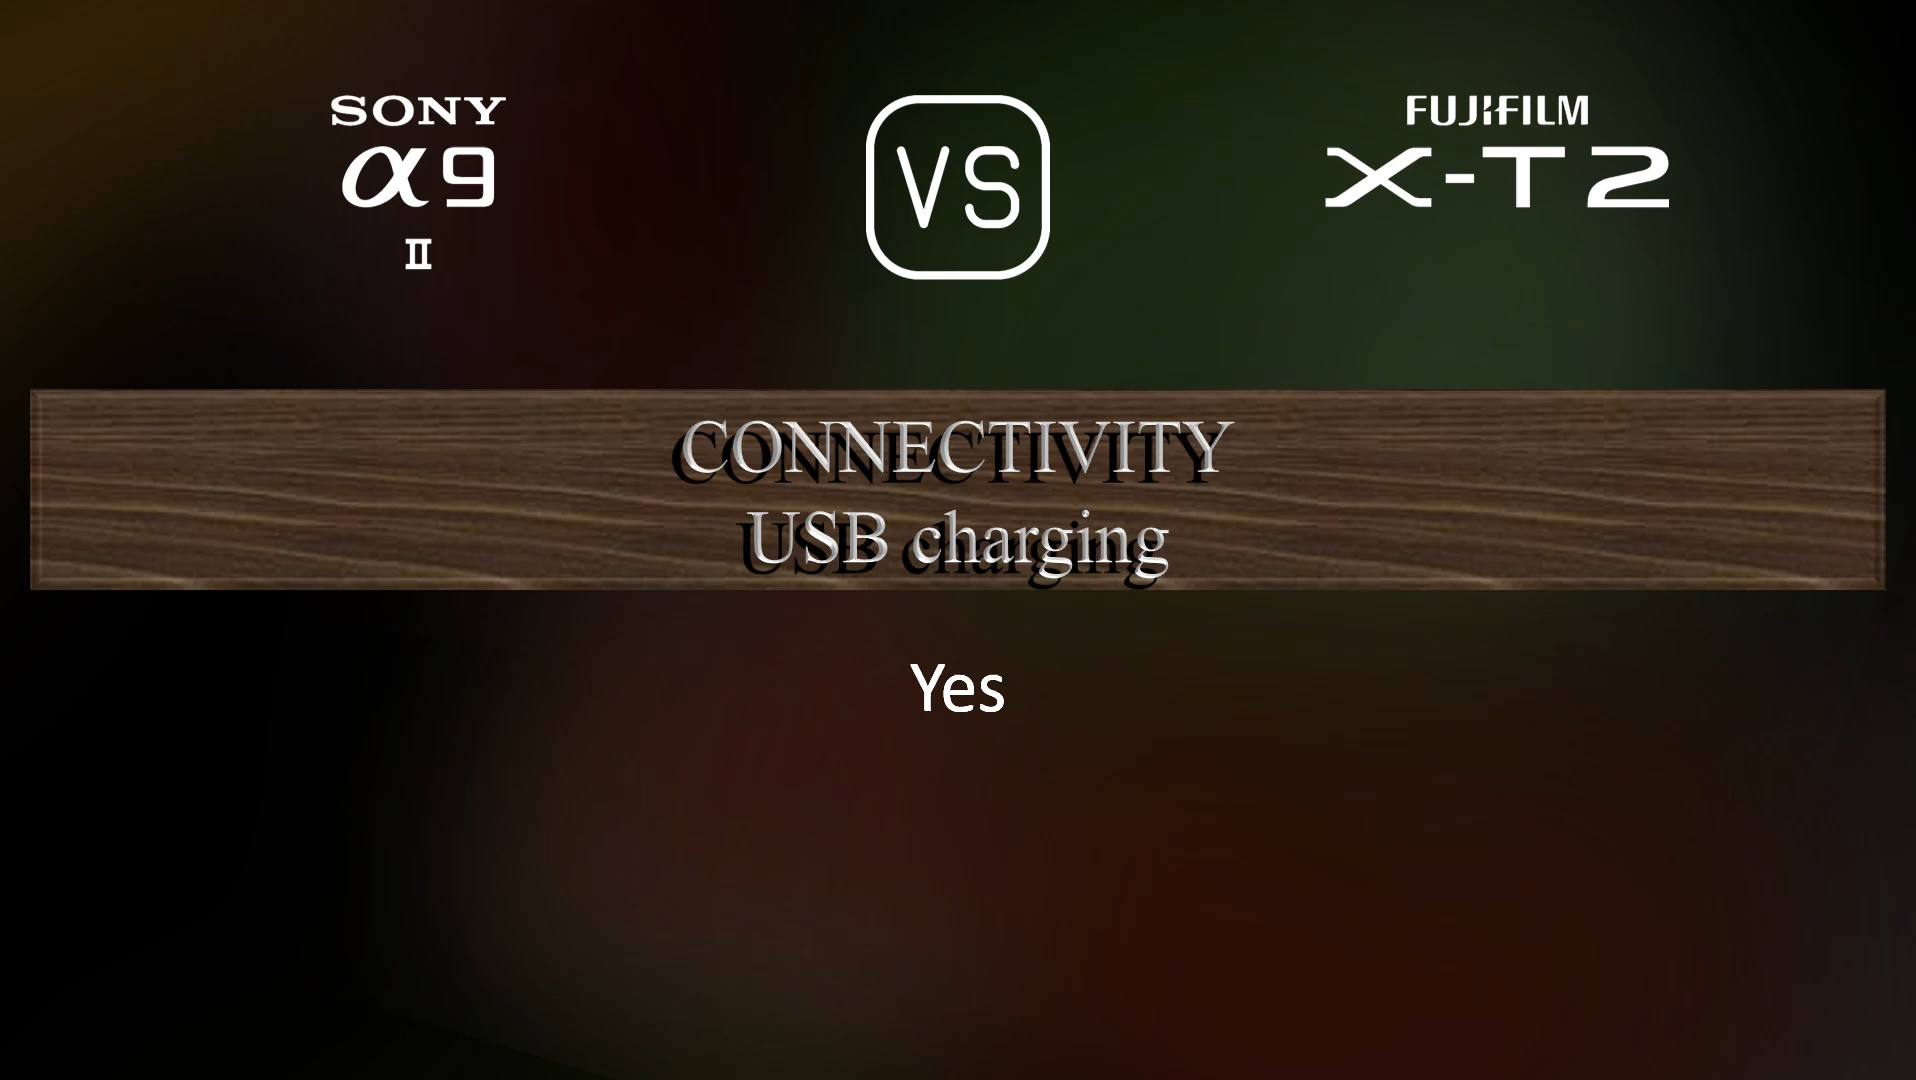 SONY
α9
II
VS
FUJIFILM
X-T2
CONNECTIVITY
USB charging
Yes